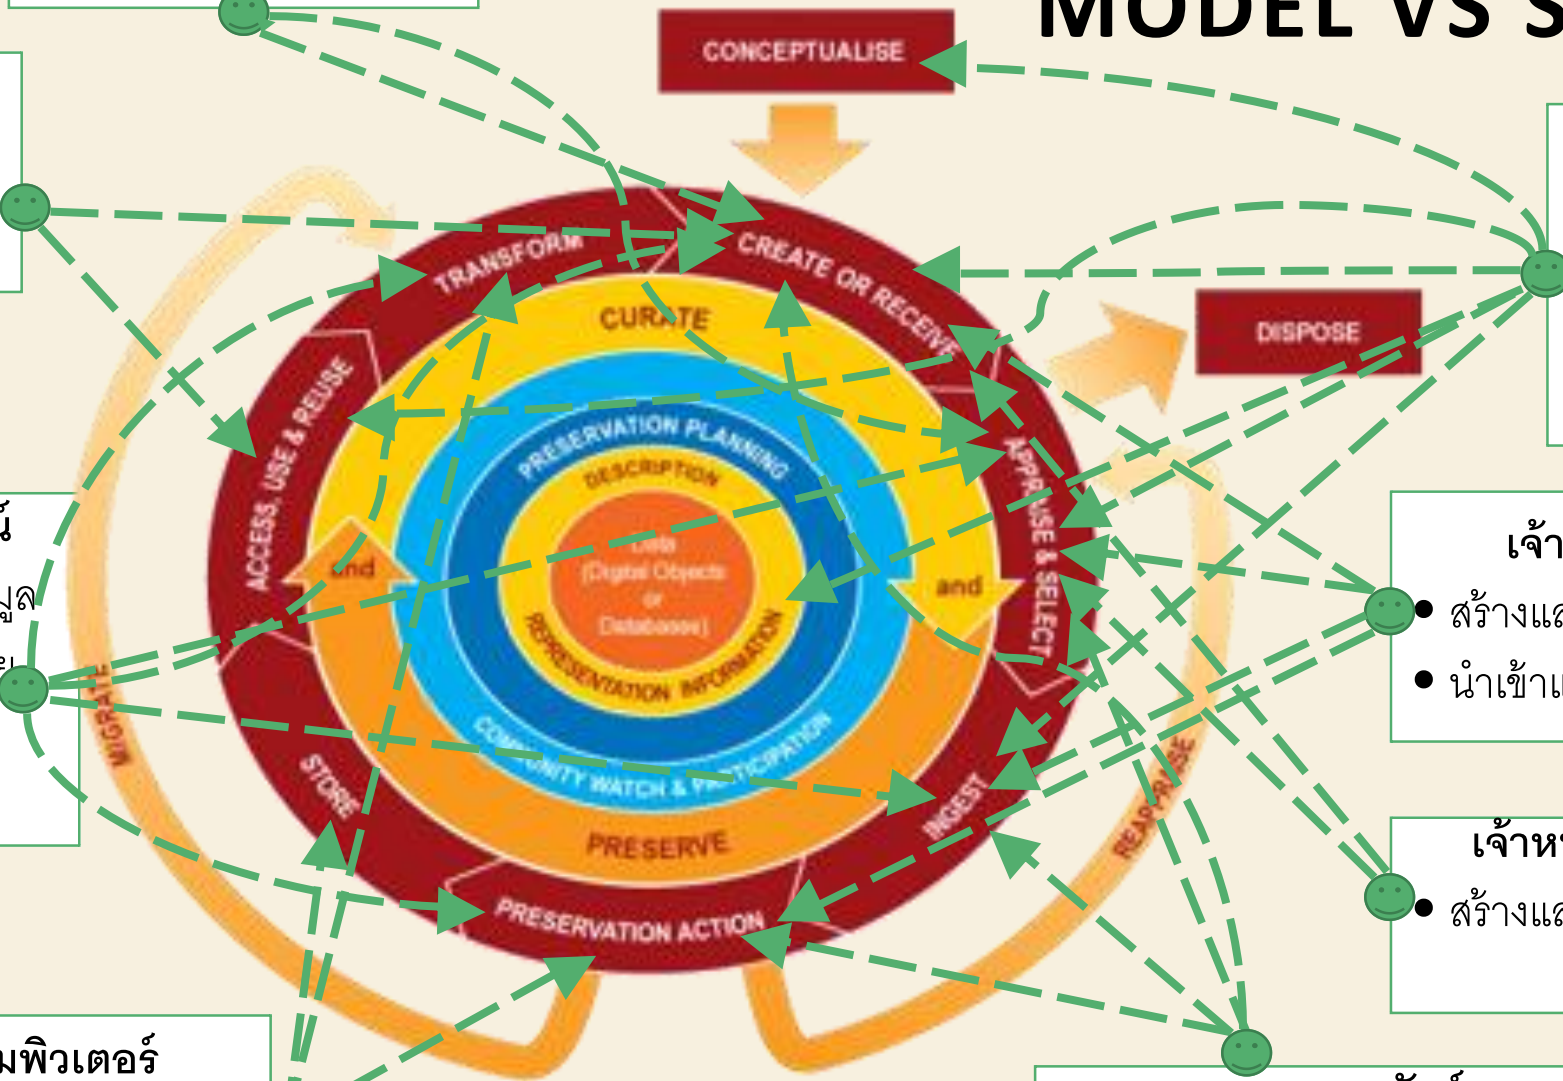 MODEL VS S
CONCEPTUALISE
CREATE OR RECEIVE
TRANSFORM
CURATE
DISPOSE
ACCESS, USE & REUSE
PRESERVATION PLANNING
DESCRIPTION
APPRAISE & SELECT
Data
(Digital Objects
or
Databases)
and
and
REPRESENTATION INFORMATION
COMMUNITY WATCH & PARTICIPATION
MIGRATE
STORE
INGEST
REAPPRAISE
PRESERVE
PRESERVATION ACTION
เจ้า
• สร้างแล
• นำเข้าแ
เจ้าห
• สร้างแล
มพิวเตอร์